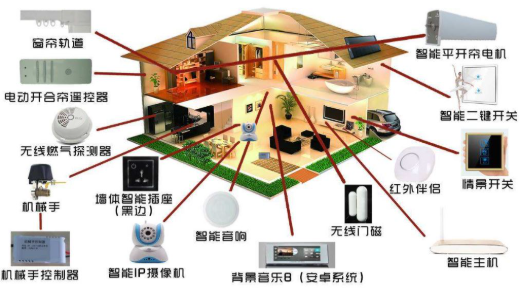 窗帘轨道
智能平开帘电机
电动开合帘遥控器
智能二键开关
无线燃气探测器
机械手
墙体智能插座
(黑边)
红外伴侣
情景开关
智能音响
无线门磁
机械手控制器
智能IP摄像机
背景音乐8（安卓系统）
智能主机